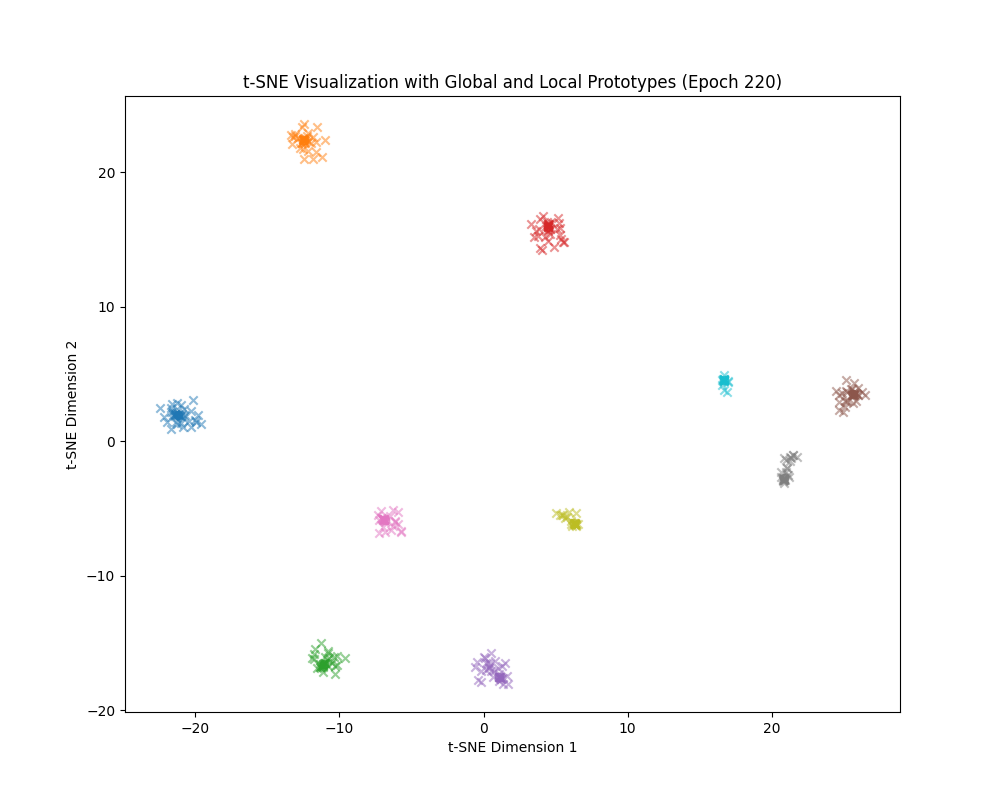 t-SNE Visualization with Global and Local Prototypes (Epoch 220)
t-SNE Dimension 2
20
10
0
−10
−20
−20 −10 0 10 20
t-SNE Dimension 1